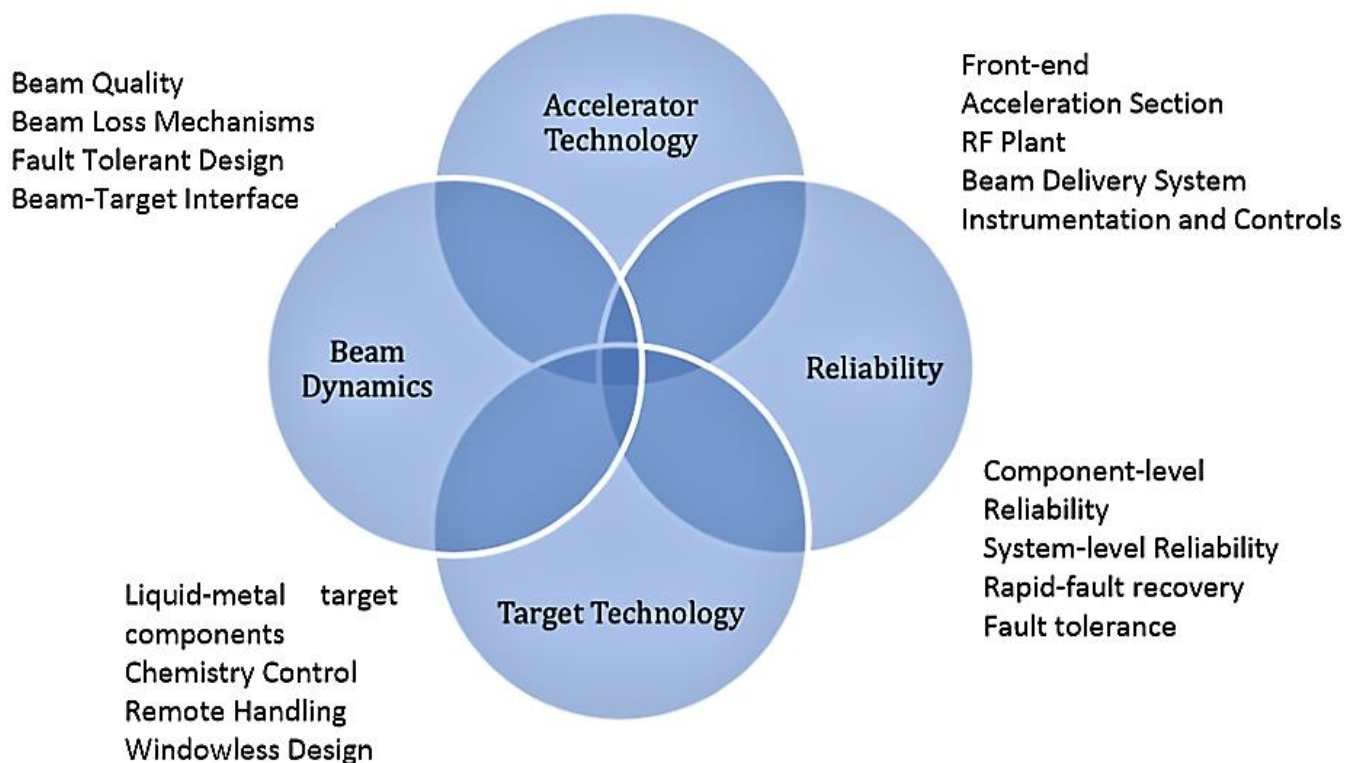 Beam Quality
Beam Loss Mechanisms
Fault Tolerant Design
Beam-Target Interface
Accelerator
Technology
Front-end
Acceleration Section
RF Plant
Beam Delivery System
Instrumentation and Controls
Beam
Dynamics
Reliability
Liquid-metal target
components
Chemistry Control
Remote Handling
Windowless Design
Target Technology
Component-level
Reliability
System-level Reliability
Rapid-fault recovery
Fault tolerance